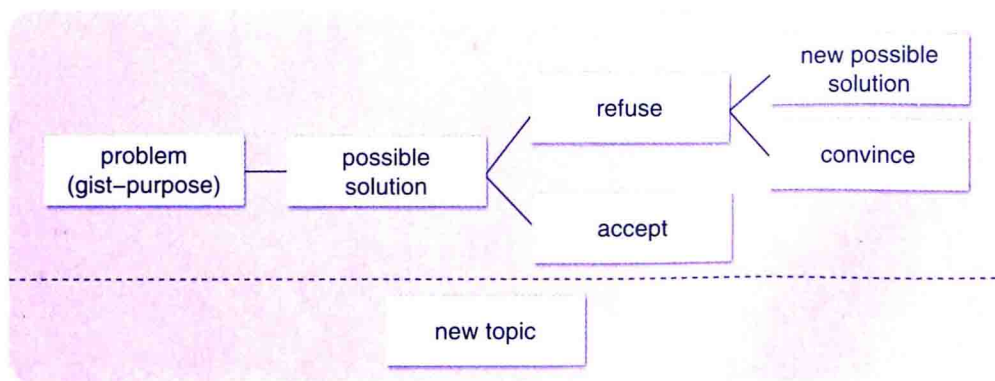 problem
(gist–purpose)
possible
solution
refuse
accept
new possible
solution
convince
new topic